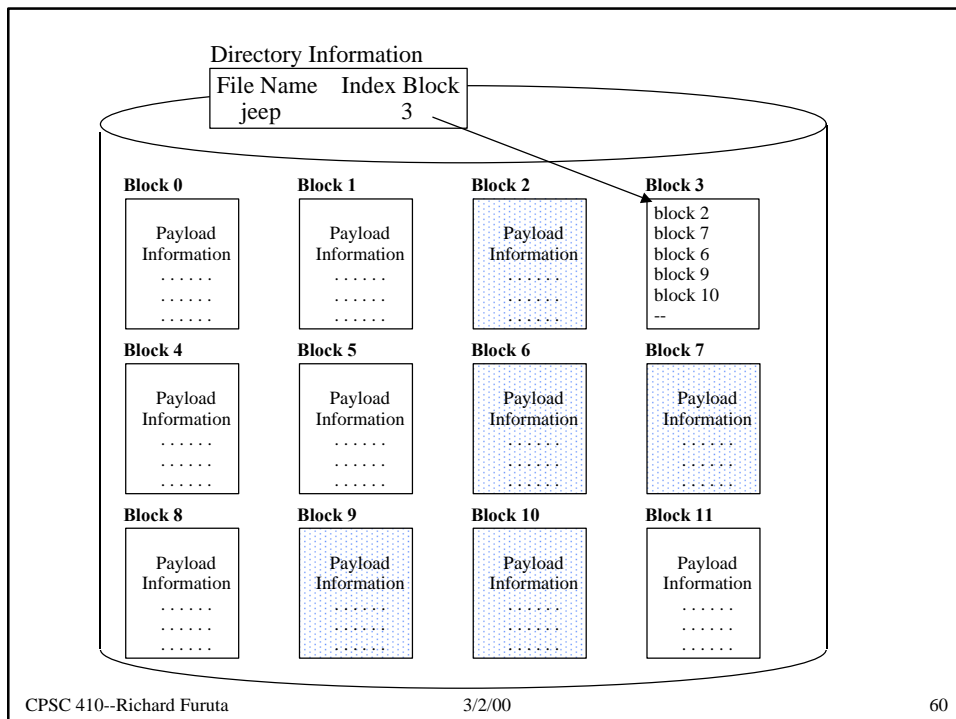 Directory Information
File Name Index Block
jeep 3
Block 0 Block 1 Block 2 Block 3
Payload Information . . . . . . . . . . . . . . . . . .
Payload Information . . . . . . . . . . . . . . . . . .
Payload Information . . . . . . . . . . . . . . . . . .
block 2
block 7
block 6
block 9
block 10
--
Block 4 Block 5 Block 6 Block 7
Payload Information . . . . . . . . . . . . . . . . . .
Payload Information . . . . . . . . . . . . . . . . . .
Payload Information . . . . . . . . . . . . . . . . . .
Payload Information . . . . . . . . . . . . . . . . . .
Block 8 Block 9 Block 10 Block 11
Payload Information . . . . . . . . . . . . . . . . . .
Payload Information . . . . . . . . . . . . . . . . . .
Payload Information . . . . . . . . . . . . . . . . . .
Payload Information . . . . . . . . . . . . . . . . . .
CPSC 410--Richard Furuta 3/2/00 60